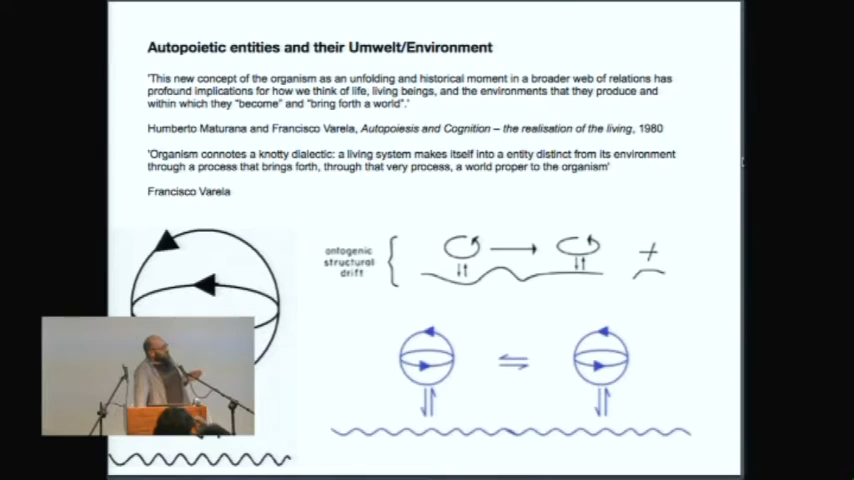 Autopoietic entities and their Umwelt/Environment
'This new concept of the organism as an unfolding and historical moment in a broader web of relations has
profound implications for how we think of life, living beings, and the environments that they produce and
within which they "become" and "bring forth a world".'
Humberto Maturana and Francisco Varela, Autopoiesis and Cognition – the realisation of the living, 1980
'Organism connotes a knotty dialectic: a living system makes itself into a entity distinct from its environment
through a process that brings forth, through that very process, a world proper to the organism'
Francisco Varela
ontogenic
structural
drift